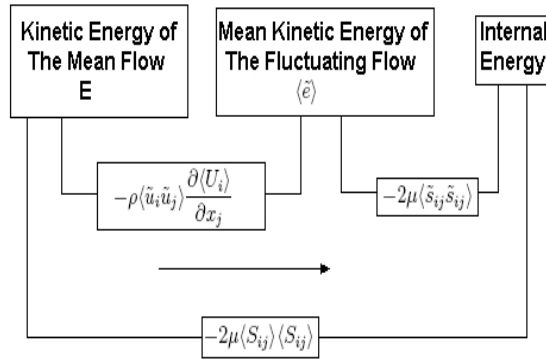 Kinetic Energy of
The Mean Flow
E
Mean Kinetic Energy of
The Fluctuating Flow
⟨ẽ⟩
Internal
Energy
−ρ⟨ũᵢũⱼ⟩ ∂⟨Uᵢ⟩/∂xⱼ
−2μ⟨s̃ᵢⱼs̃ᵢⱼ⟩
−2μ⟨Sᵢⱼ⟩⟨Sᵢⱼ⟩